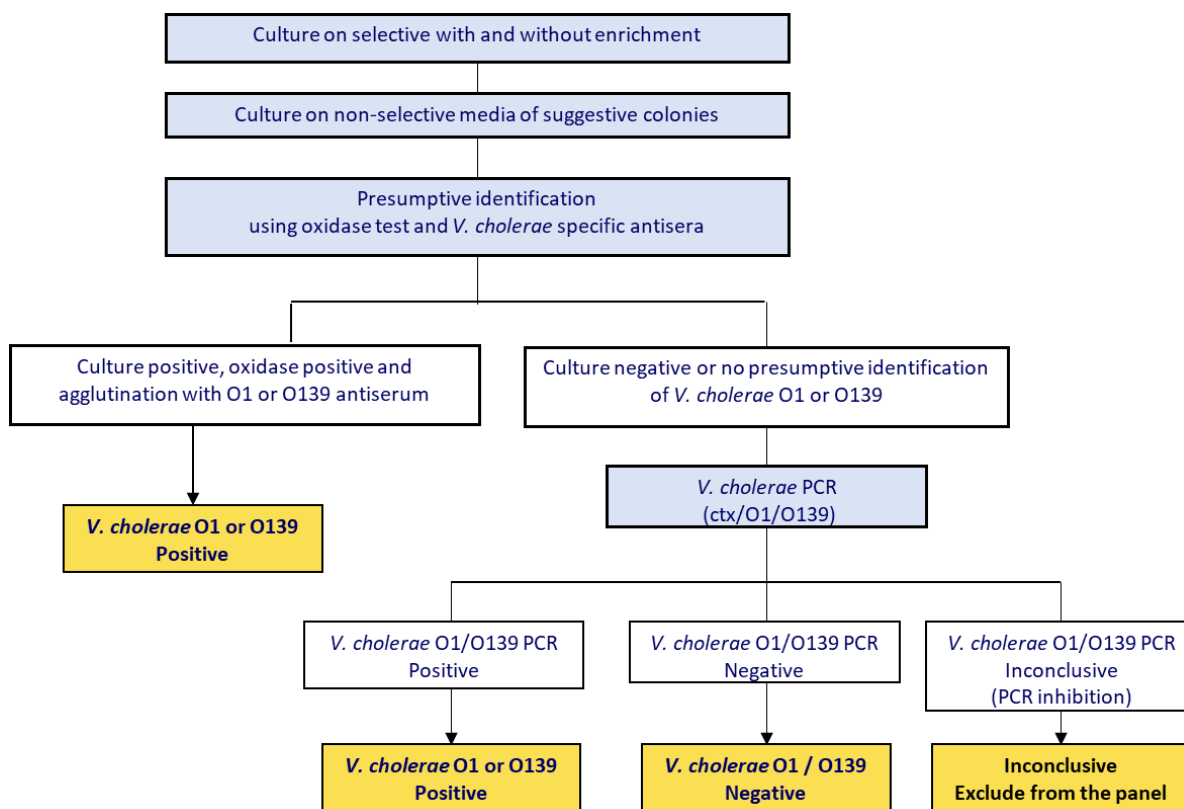 Culture on selective with and without enrichment
Culture on non-selective media of suggestive colonies
Presumptive identification
using oxidase test and V. cholerae specific antisera
Culture positive, oxidase positive and
agglutination with O1 or O139 antiserum
Culture negative or no presumptive identification
of V. cholerae O1 or O139
V. cholerae PCR
(ctx/O1/O139)
V. cholerae O1 or O139
Positive
V. cholerae O1/O139 PCR
Positive
V. cholerae O1/O139 PCR
Negative
V. cholerae O1/O139 PCR
Inconclusive
(PCR inhibition)
V. cholerae O1 or O139
Positive
V. cholerae O1 / O139
Negative
Inconclusive
Exclude from the panel